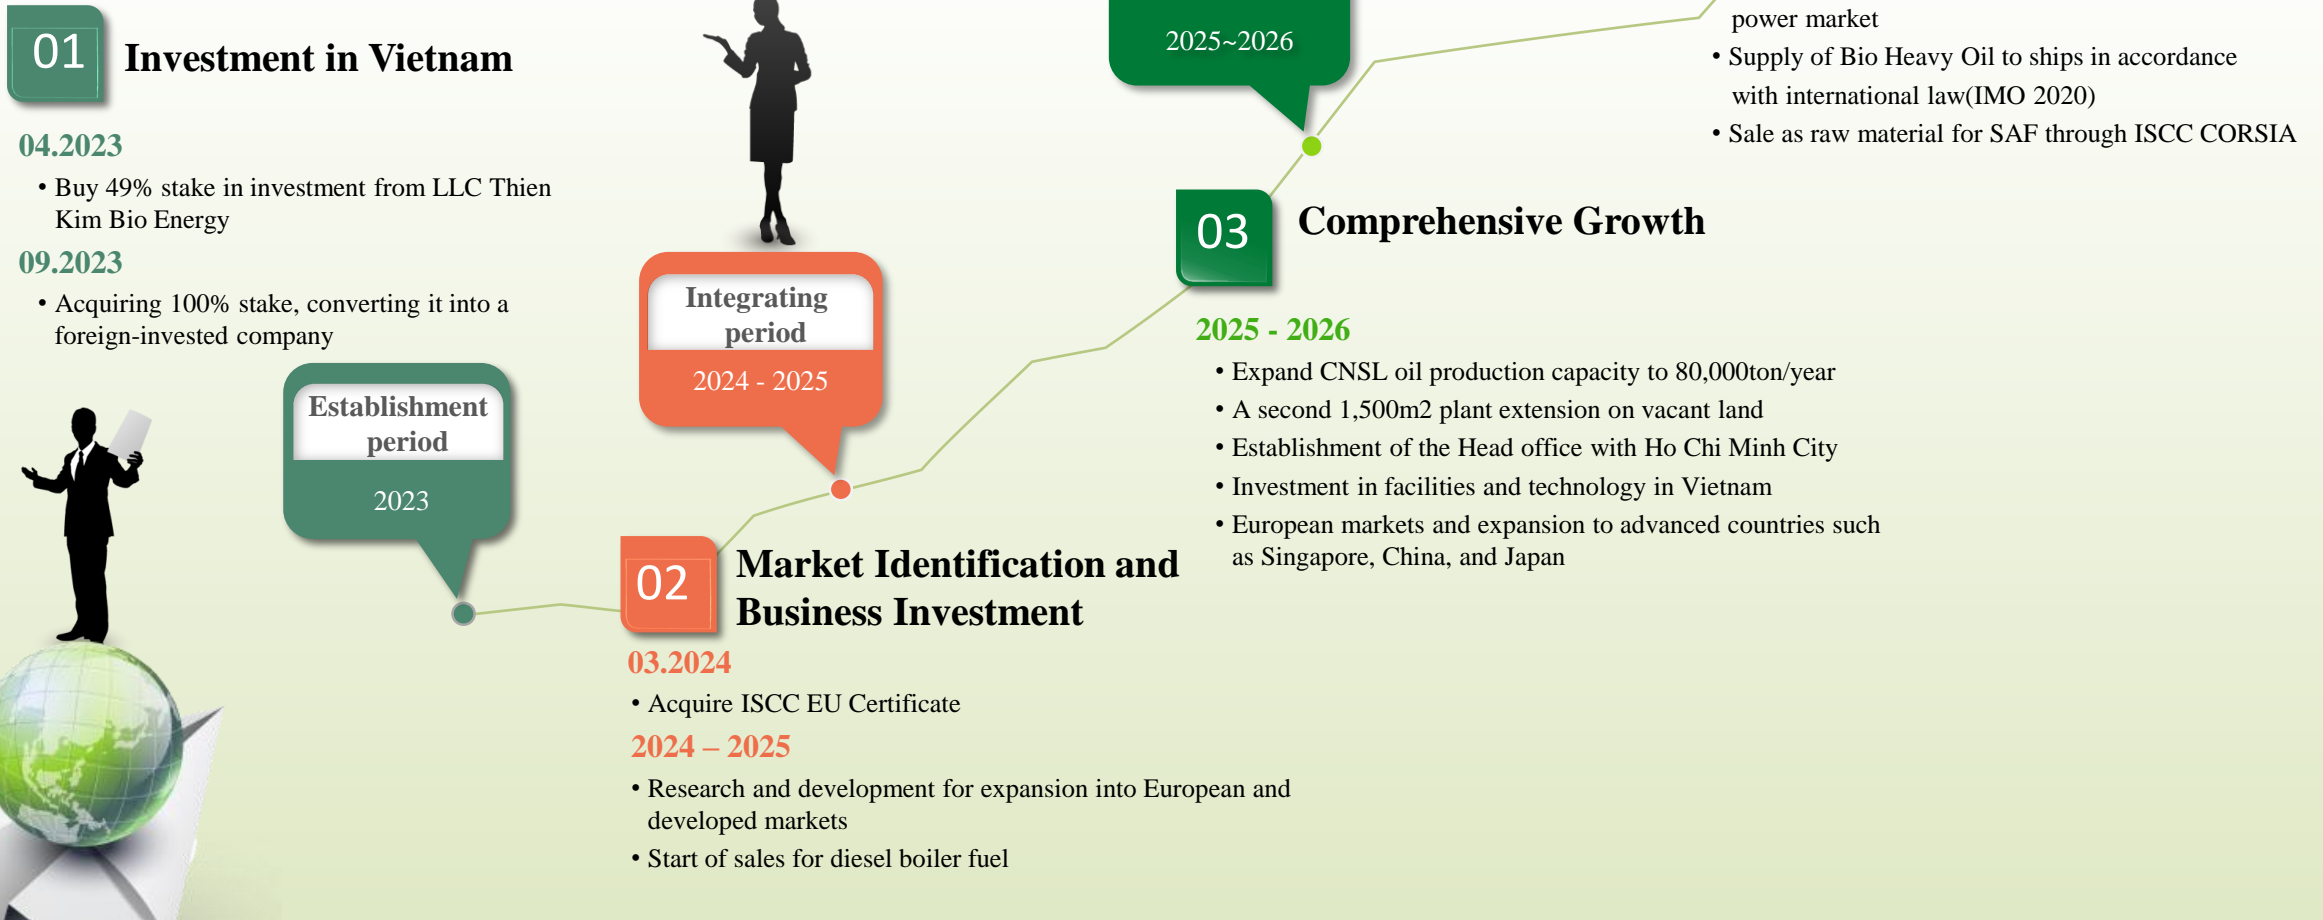 01
Investment in Vietnam
04.2023
• Buy 49% stake in investment from LLC Thien
Kim Bio Energy
09.2023
• Acquiring 100% stake, converting it into a
foreign-invested company
Establishment
period
2023
Integrating
period
2024 - 2025
02
Market Identification and
Business Investment
03.2024
• Acquire ISCC EU Certificate
2024 – 2025
• Research and development for expansion into European and
developed markets
• Start of sales for diesel boiler fuel
2025~2026
03
Comprehensive Growth
2025 - 2026
• Expand CNSL oil production capacity to 80,000ton/year
• A second 1,500m2 plant extension on vacant land
• Establishment of the Head office with Ho Chi Minh City
• Investment in facilities and technology in Vietnam
• European markets and expansion to advanced countries such
as Singapore, China, and Japan
power market
• Supply of Bio Heavy Oil to ships in accordance
with international law(IMO 2020)
• Sale as raw material for SAF through ISCC CORSIA